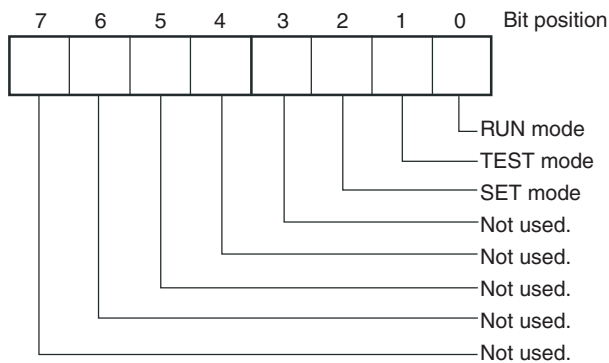 7 6 5 4 3 2 1 0 Bit position
RUN mode
TEST mode
SET mode
Not used.
Not used.
Not used.
Not used.
Not used.